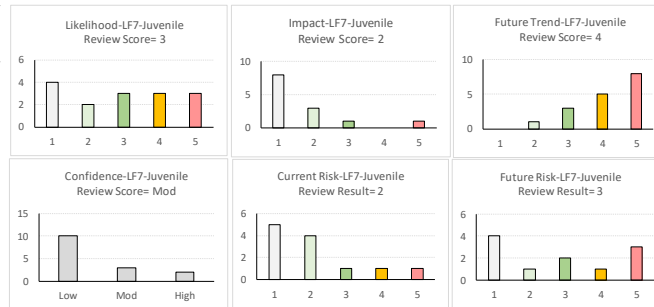 Likelihood-LF7-Juvenile
Review Score= 3
6
4
2
0
1 2 3 4 5
Impact-LF7-Juvenile
Review Score= 2
10
5
0
1 2 3 4 5
Future Trend-LF7-Juvenile
Review Score= 4
10
5
0
1 2 3 4 5
Confidence-LF7-Juvenile
Review Score= Mod
15
10
5
0
Low Mod High
Current Risk-LF7-Juvenile
Review Result= 2
6
4
2
0
1 2 3 4 5
Future Risk-LF7-Juvenile
Review Result= 3
6
4
2
0
1 2 3 4 5